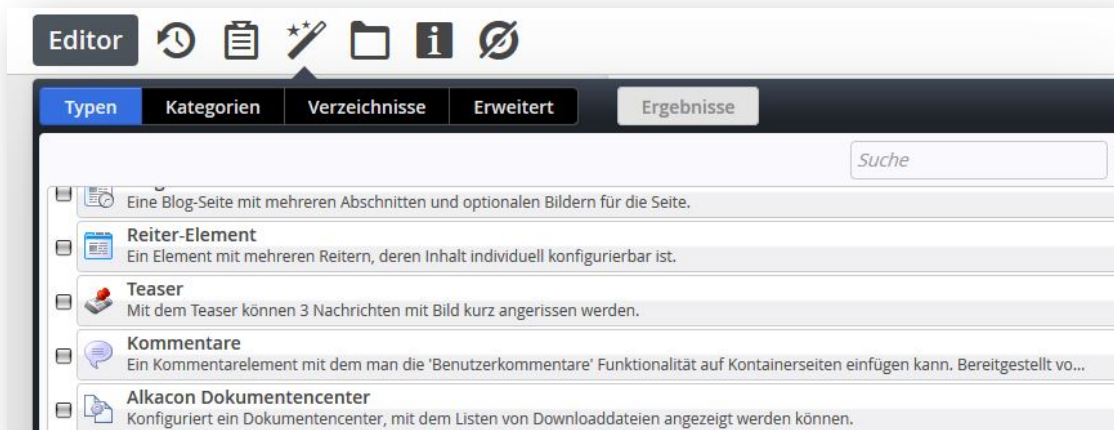 Editor
Typen Kategorien Verzeichnisse Erweitert Ergebnisse
Suche
Eine Blog-Seite mit mehreren Abschnitten und optionalen Bildern für die Seite.
Reiter-Element
Ein Element mit mehreren Reitern, deren Inhalt individuell konfigurierbar ist.
Teaser
Mit dem Teaser können 3 Nachrichten mit Bild kurz angerissen werden.
Kommentare
Ein Kommentarelement mit dem man die 'Benutzerkommentare' Funktionalität auf Kontainerseiten einfügen kann. Bereitgestellt vo...
Alkacon Dokumentencenter
Konfiguriert ein Dokumentencenter, mit dem Listen von Downloaddateien angezeigt werden können.